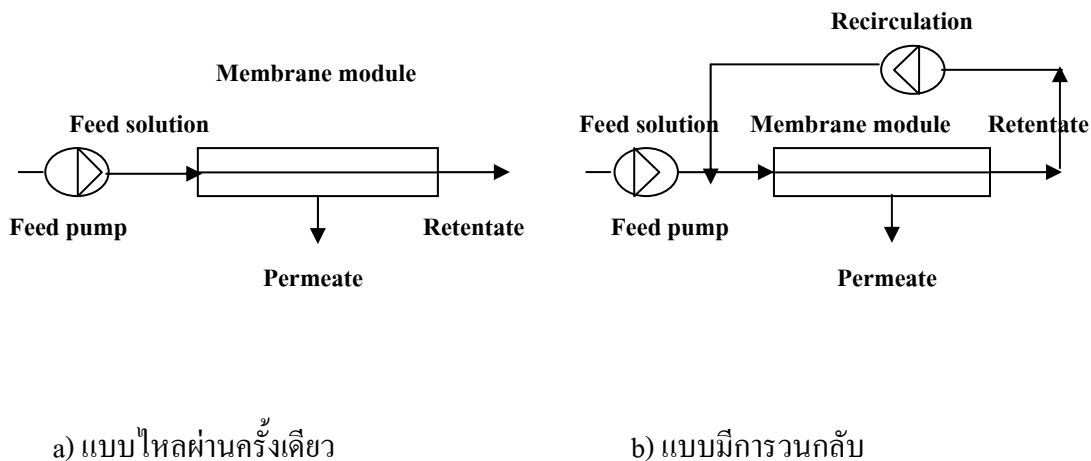 Recirculation
Membrane module
Feed solution
Feed pump
Retentate
Permeate
Feed solution
Membrane module
Retentate
Feed pump
Permeate
a) แบบไหลผ่านครั้งเดียว
b) แบบมีการวนกลับ